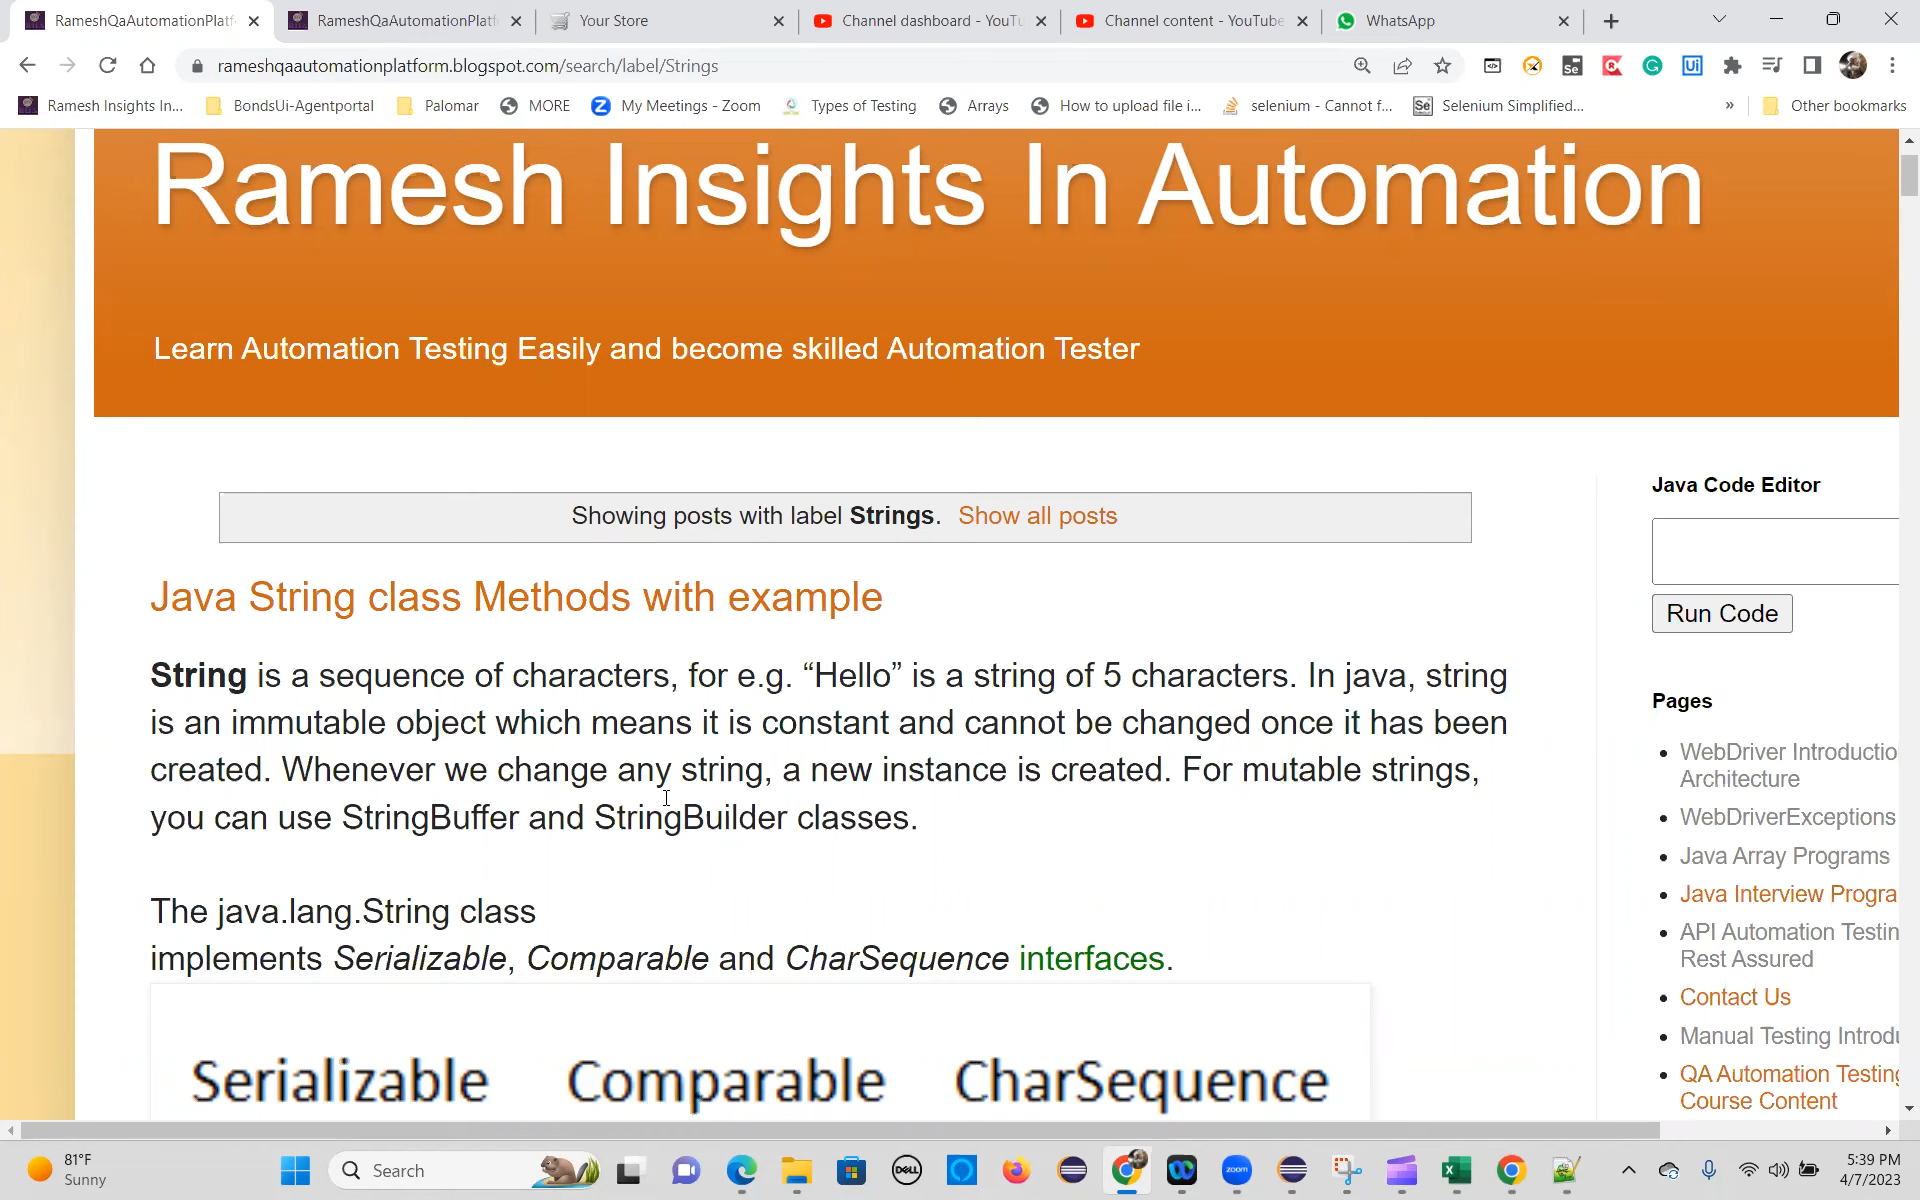 RameshQaAutomationPlatf
RameshQaAutomationPlatf
Your Store
Channel dashboard - YouTu
Channel content - YouTube
WhatsApp
rameshqaautomationplatform.blogspot.com/search/label/Strings
Ramesh Insights In...
BondsUi-Agentportal
Palomar
MORE
My Meetings - Zoom
Types of Testing
Arrays
How to upload file i...
selenium - Cannot f...
Selenium Simplified...
»
Other bookmarks
Ramesh Insights In Automation
Learn Automation Testing Easily and become skilled Automation Tester
Showing posts with label Strings. Show all posts
Java String class Methods with example
String is a sequence of characters, for e.g. “Hello” is a string of 5 characters. In java, string
is an immutable object which means it is constant and cannot be changed once it has been
created. Whenever we change any string, a new instance is created. For mutable strings,
you can use StringBuffer and StringBuilder classes.
The java.lang.String class
implements Serializable, Comparable and CharSequence interfaces.
Serializable Comparable CharSequence
Java Code Editor
Run Code
Pages
WebDriver Introductio
Architecture
WebDriverExceptions
Java Array Programs
Java Interview Progra
API Automation Testin
Rest Assured
Contact Us
Manual Testing Introdu
QA Automation Testing
Course Content
81°F
Sunny
Search
DELL
zoom
5:39 PM
4/7/2023